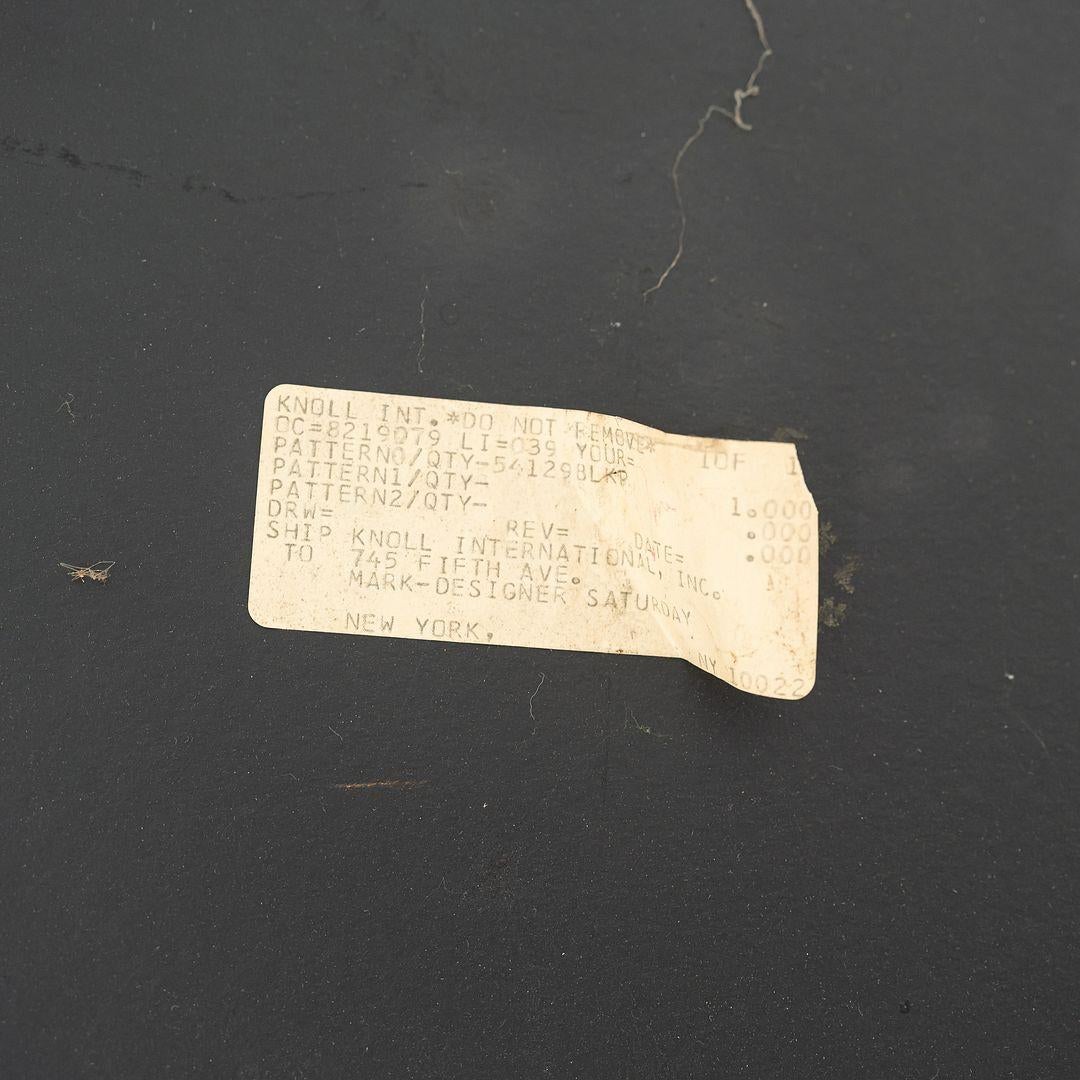 KNOLL INT.*DO NOT REMOVE* 1OF 1
OC=8219079 LI=039 YOUR=
PATTERN0/QTY-541298LKP 1.000
PATTERN1/QTY- .000
PATTERN2/QTY- .000
DRW= REV= DATE=
SHIP KNOLL INTERNATIONAL, INC.
TO 745 FIFTH AVE.
MARK-DESIGNER SATURDAY
NEW YORK, NY 10022